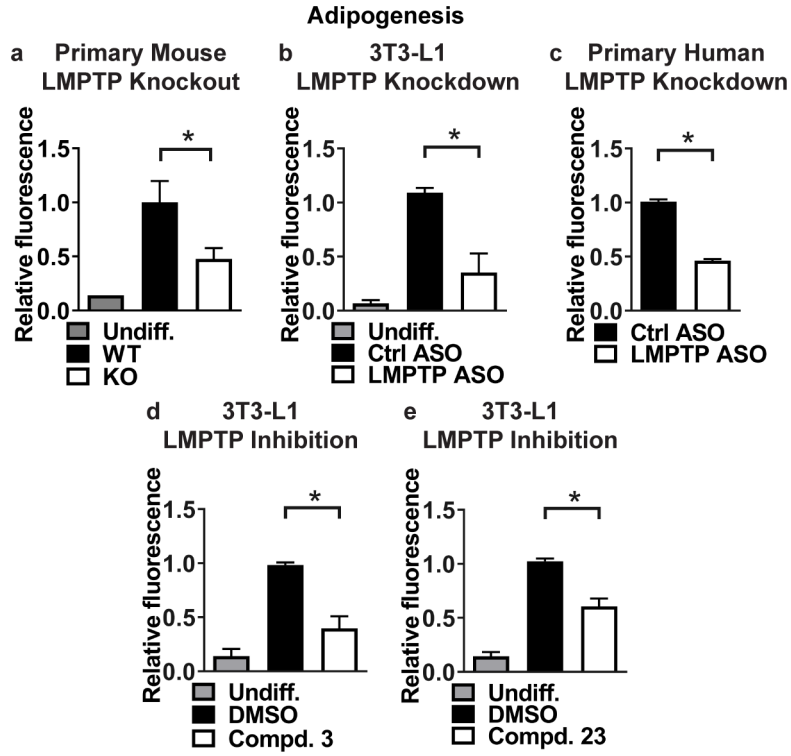 Adipogenesis
a Primary Mouse
LMPTP Knockout
Relative fluorescence
1.5
1.0
0.5
0.0
*
Undiff.
WT
KO
b 3T3-L1
LMPTP Knockdown
Relative fluorescence
1.5
1.0
0.5
0.0
*
Undiff.
Ctrl ASO
LMPTP ASO
c Primary Human
LMPTP Knockdown
Relative fluorescence
1.5
1.0
0.5
0.0
*
Ctrl ASO
LMPTP ASO
d 3T3-L1
LMPTP Inhibition
Relative fluorescence
1.5
1.0
0.5
0.0
*
Undiff.
DMSO
Compd. 3
e 3T3-L1
LMPTP Inhibition
Relative fluorescence
1.5
1.0
0.5
0.0
*
Undiff.
DMSO
Compd. 23